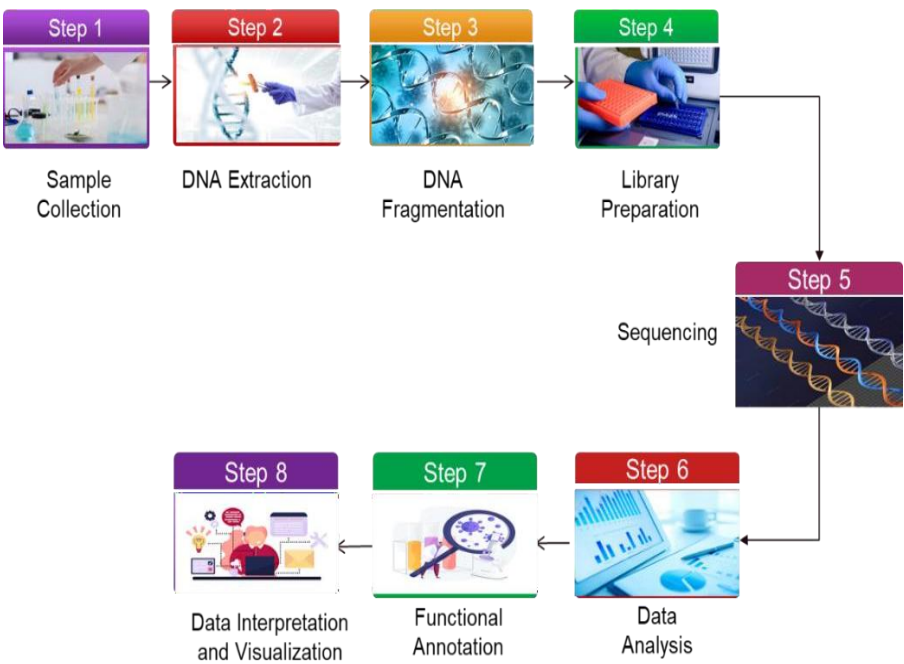 Step 1
Step 2
Step 3
Step 4
Sample
Collection
DNA Extraction
DNA
Fragmentation
Library
Preparation
Step 5
Sequencing
Step 6
Step 7
Step 8
Data
Analysis
Functional
Annotation
Data Interpretation
and Visualization